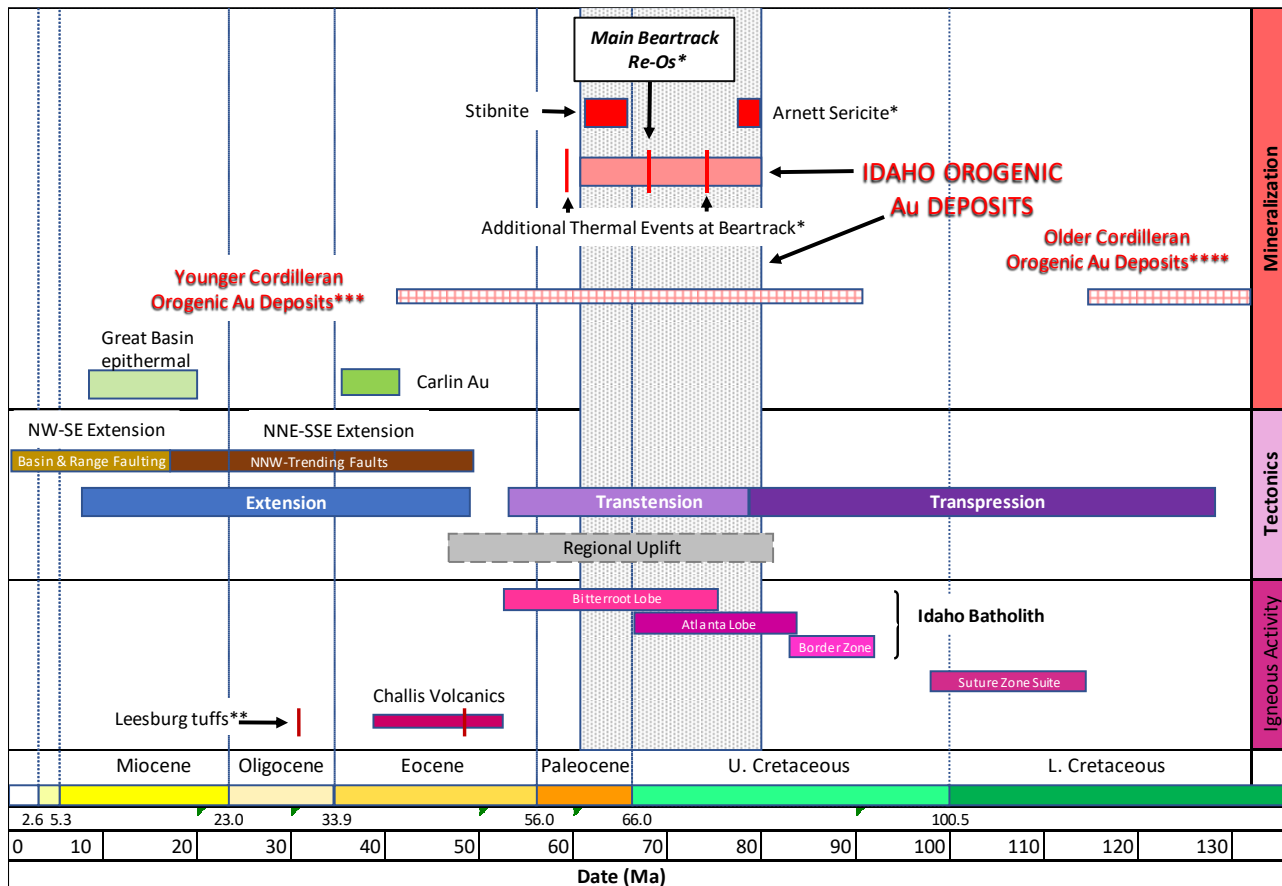 Main Beartrack
Re-Os*
Stibnite
Arnett Sericite*
IDAHO OROGENIC
Au DEPOSITS
Additional Thermal Events at Beartrack*
Older Cordilleran
Orogenic Au Deposits****
Younger Cordilleran
Orogenic Au Deposits***
Great Basin
epithermal
Carlin Au
Mineralization
NW-SE Extension
NNE-SSE Extension
Basin & Range Faulting
NNW-Trending Faults
Extension
Transtension
Transpression
Regional Uplift
Tectonics
Bitterroot Lobe
Atlanta Lobe
Border Zone
Idaho Batholith
Suture Zone Suite
Challis Volcanics
Leesburg tuffs**
Igneous Activity
Miocene
Oligocene
Eocene
Paleocene
U. Cretaceous
L. Cretaceous
2.6
5.3
23.0
33.9
56.0
66.0
100.5
0
10
20
30
40
50
60
70
80
90
100
110
120
130
Date (Ma)